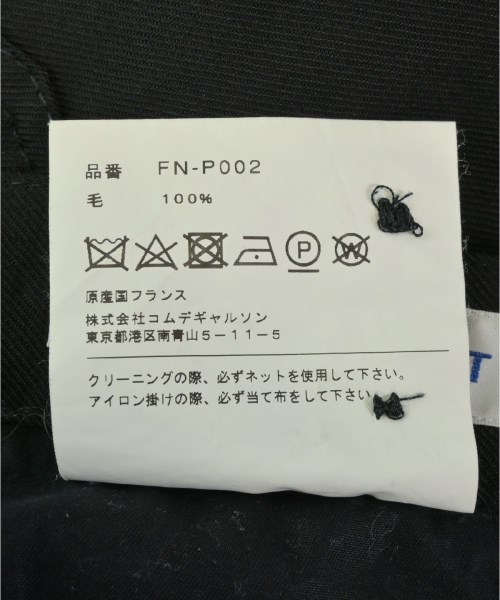 品番 FN-P002
毛 100%
P W
原産国フランス
株式会社コムデギャルソン
東京都港区南青山5-11-5
クリーニングの際、必ずネットを使用して下さい。
アイロン掛けの際、必ず当て布をして下さい
T